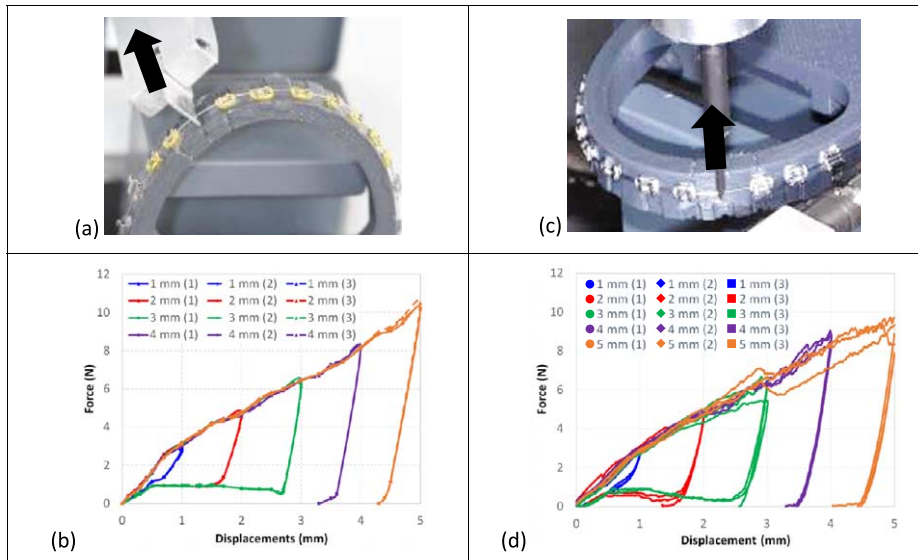 (a)
(c)
12
10
8
6
4
2
0
Force (N)
1 mm (1) 1 mm (2) 1 mm (3)
2 mm (1) 2 mm (2) 2 mm (3)
3 mm (1) 3 mm (2) 3 mm (3)
4 mm (1) 4 mm (2) 4 mm (3)
0 1 2 3 4 5
Displacements (mm)
(b)
12
10
8
6
4
2
0
Force (N)
1 mm (1) 1 mm (2) 1 mm (3)
2 mm (1) 2 mm (2) 2 mm (3)
3 mm (1) 3 mm (2) 3 mm (3)
4 mm (1) 4 mm (2) 4 mm (3)
5 mm (1) 5 mm (2) 5 mm (3)
0 1 2 3 4 5
Displacement (mm)
(d)